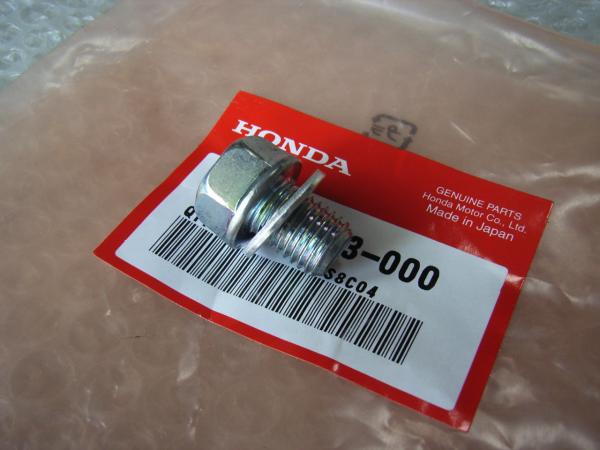 HONDA
GENUINE PARTS
Honda Motor Co., Ltd.
Made in Japan
3-000
S8C04